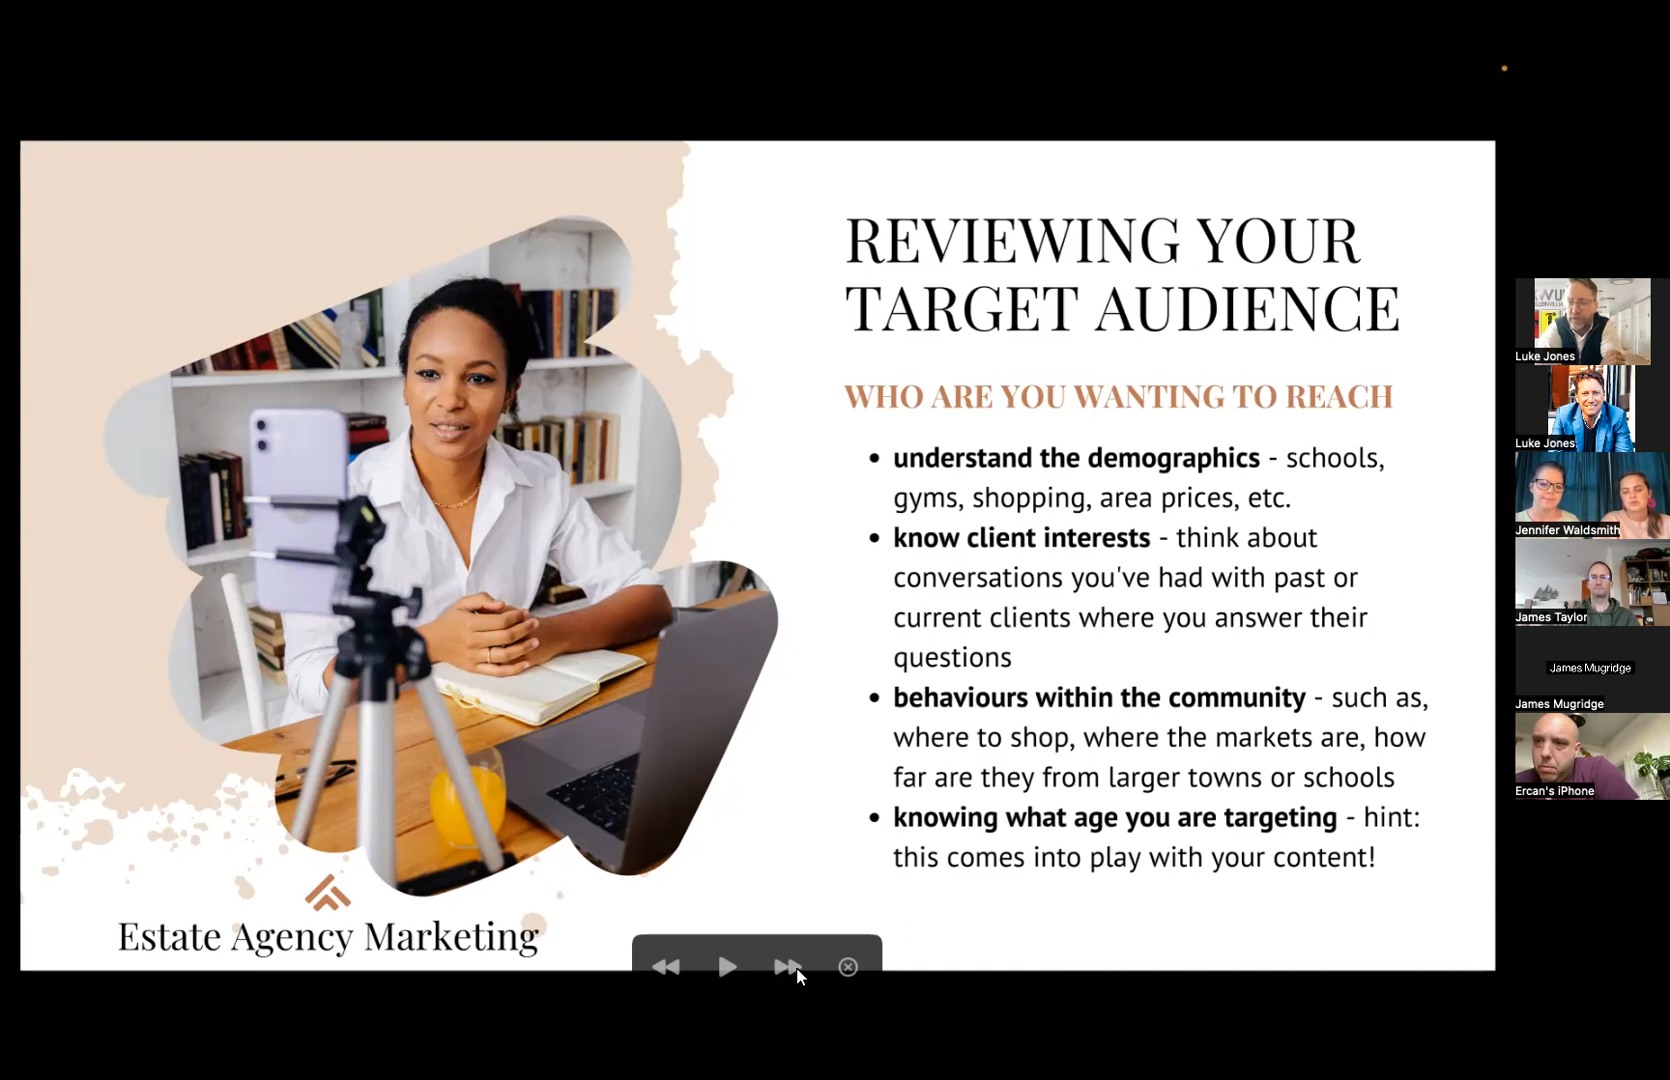 REVIEWING YOUR
TARGET AUDIENCE
WHO ARE YOU WANTING TO REACH
• understand the demographics - schools,
gyms, shopping, area prices, etc.
• know client interests - think about
conversations you've had with past or
current clients where you answer their
questions
• behaviours within the community - such as,
where to shop, where the markets are, how
far are they from larger towns or schools
• knowing what age you are targeting - hint:
this comes into play with your content!
Estate Agency Marketing
Luke Jones
Luke Jones
Jennifer Waldsmith
James Taylor
James Mugridge
James Mugridge
Ercan's iPhone